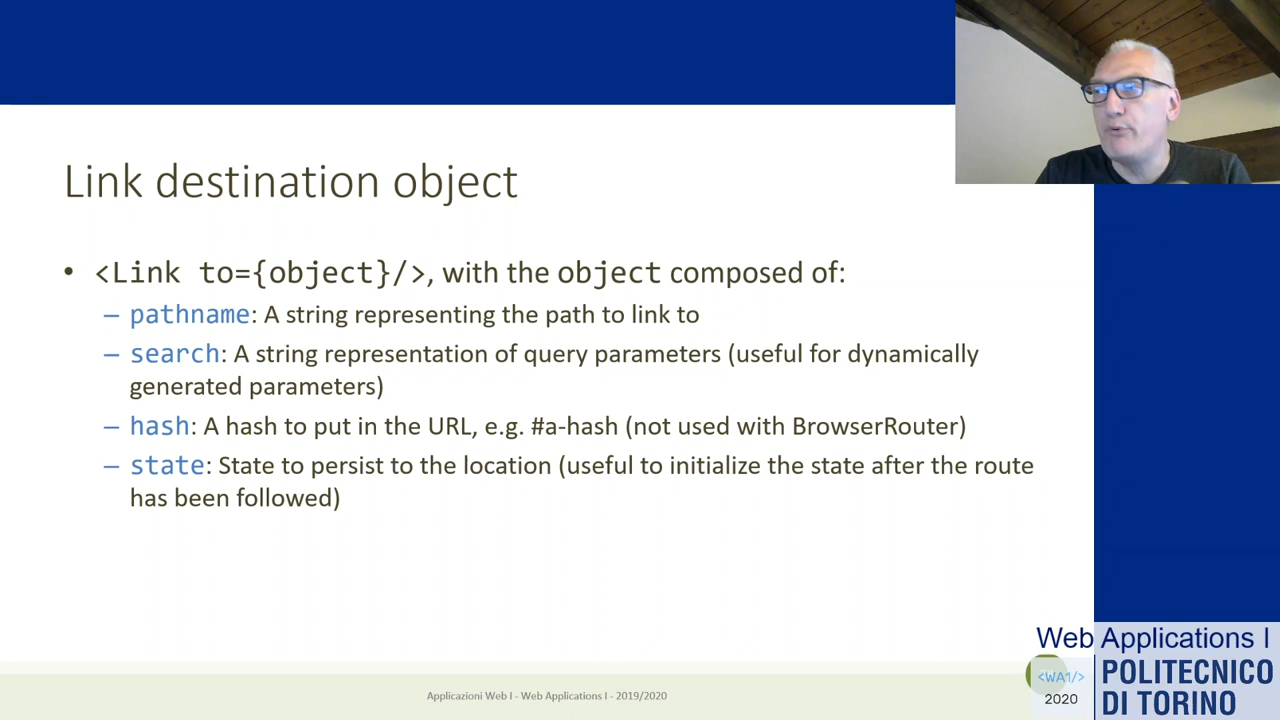 Link destination object
• <Link to={object}/>, with the object composed of:
– pathname: A string representing the path to link to
– search: A string representation of query parameters (useful for dynamically
generated parameters)
– hash: A hash to put in the URL, e.g. #a-hash (not used with BrowserRouter)
– state: State to persist to the location (useful to initialize the state after the route
has been followed)
Applicazioni Web I - Web Applications I - 2019/2020
Web Applications I
<WA1/>
2020
POLITECNICO
DI TORINO